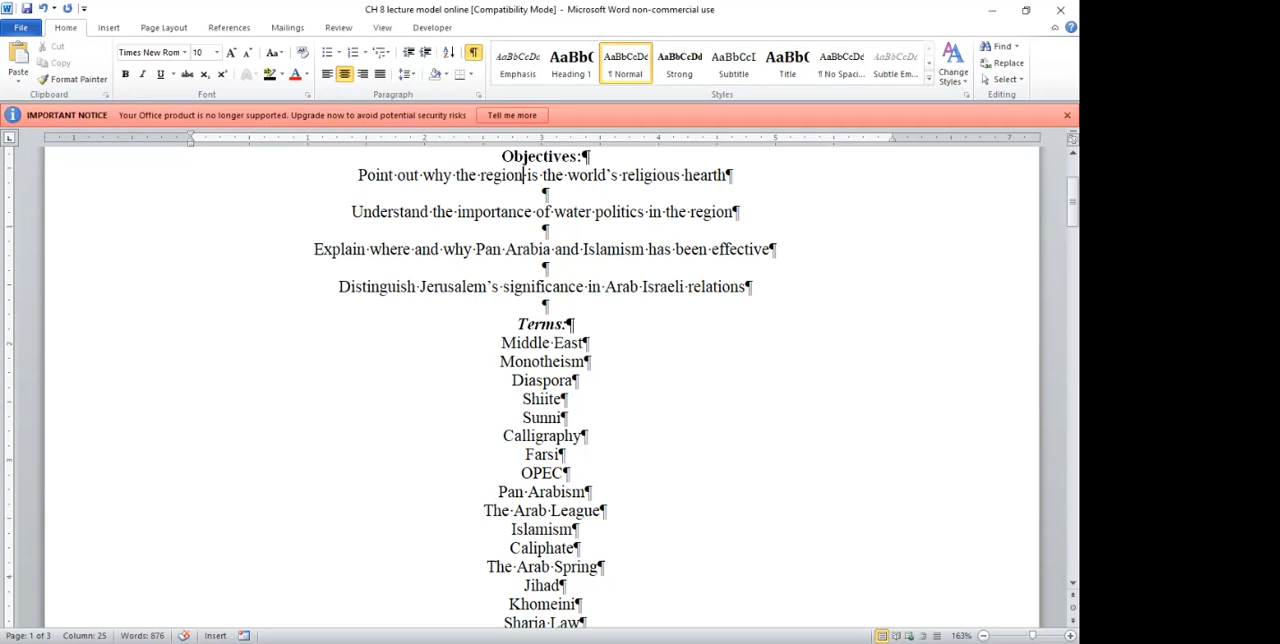 CH 8 lecture model online [Compatibility Mode] - Microsoft Word non-commercial use
File Home Insert Page Layout References Mailings Review View Developer
Paste
Cut
Copy
Format Painter
Clipboard
Times New Rom 10
Font
Paragraph
AaBbCcDc AaBbC AaBbCcDc AaBbCcDd AaBbCcI AaBbC AaBbCcDc AaBbCcDc
Emphasis Heading 1 ¶ Normal Strong Subtitle Title ¶ No Spaci... Subtle Em...
Change Styles
Styles
Find
Replace
Select
Editing
IMPORTANT NOTICE Your Office product is no longer supported. Upgrade now to avoid potential security risks Tell me more
Objectives:¶
Point·out·why·the·region·is·the·world's·religious·hearth¶
¶
Understand·the·importance·of·water·politics·in·the·region¶
¶
Explain·where·and·why·Pan·Arabia·and·Islamism·has·been·effective¶
¶
Distinguish·Jerusalem's·significance·in·Arab·Israeli·relations¶
¶
Terms:¶
Middle·East¶
Monotheism¶
Diaspora¶
Shiite¶
Sunni¶
Calligraphy¶
Farsi¶
OPEC¶
Pan·Arabism¶
The·Arab·League¶
Islamism¶
Caliphate¶
The·Arab·Spring¶
Jihad¶
Khomeini¶
Sharia·Law¶
Page: 1 of 3 Column: 25 Words: 876 Insert 163%